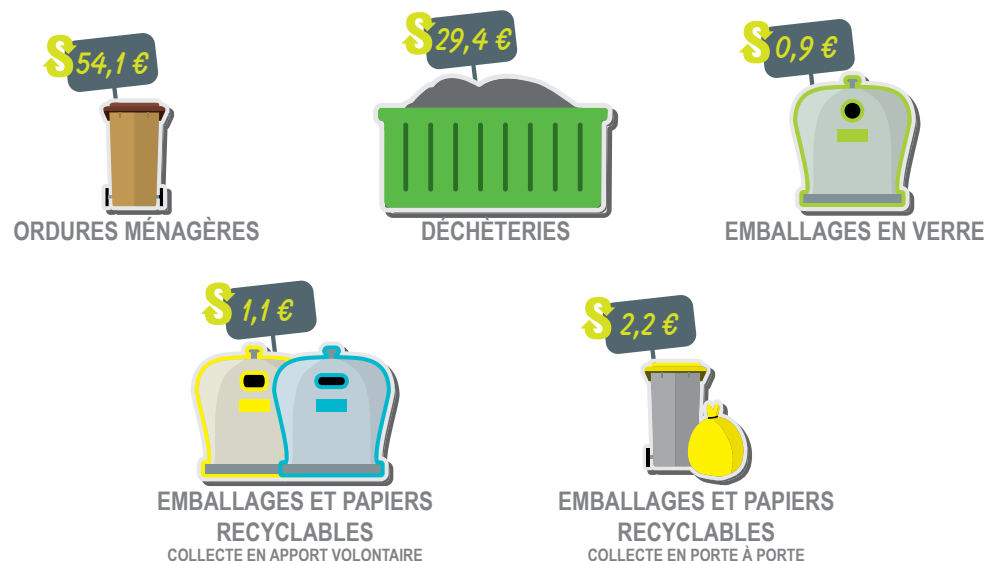 54,1 €
29,4 €
0,9 €
ORDURES MÉNAGÈRES
DÉCHÈTERIES
EMBALLAGES EN VERRE
1,1 €
2,2 €
EMBALLAGES ET PAPIERS
RECYCLABLES
COLLECTE EN APPORT VOLONTAIRE
EMBALLAGES ET PAPIERS
RECYCLABLES
COLLECTE EN PORTE À PORTE